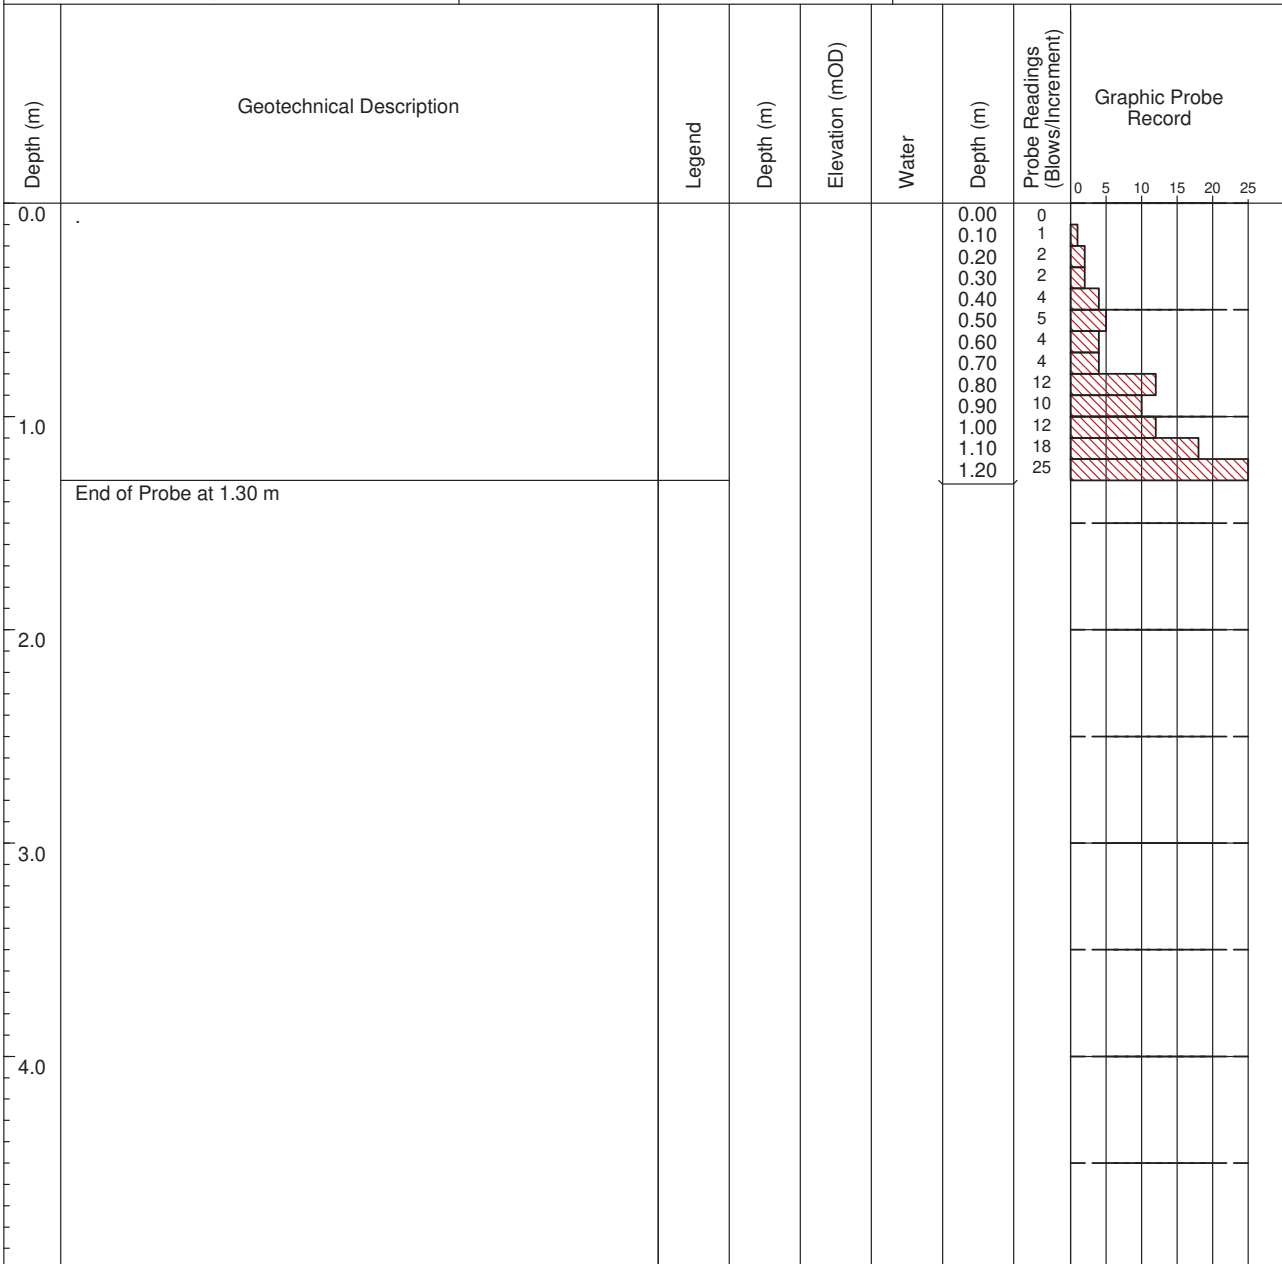 Depth (m)
Geotechnical Description
Legend
Depth (m)
Elevation (mOD)
Water
Depth (m)
Probe Readings
(Blows/Increment)
Graphic Probe
Record
0 5 10 15 20 25
0.0 . 0.00 0
0.10 1
0.20 2
0.30 2
0.40 4
0.50 5
0.60 4
0.70 4
0.80 12
0.90 10
1.0 1.00 12
1.10 18
1.20 25
End of Probe at 1.30 m
2.0
3.0
4.0